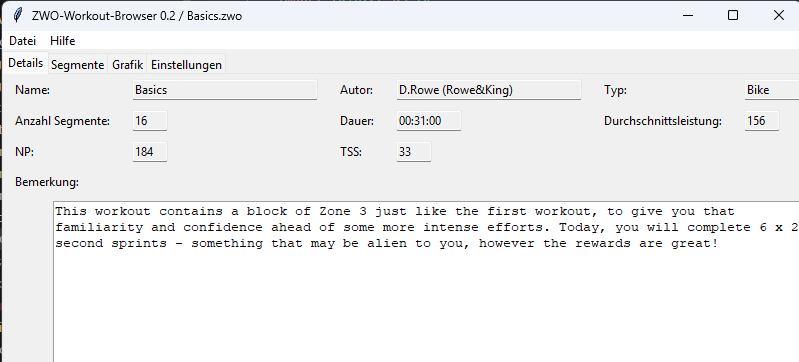 ZWO-Workout-Browser 0.2 / Basics.zwo
Datei Hilfe
Details Segmente Grafik Einstellungen
Name: Basics Autor: D.Rowe (Rowe&King) Typ: Bike
Anzahl Segmente: 16 Dauer: 00:31:00 Durchschnittsleistung: 156
NP: 184 TSS: 33
Bemerkung:
This workout contains a block of Zone 3 just like the first workout, to give you that
familiarity and confidence ahead of some more intense efforts. Today, you will complete 6 x 2
second sprints - something that may be alien to you, however the rewards are great!